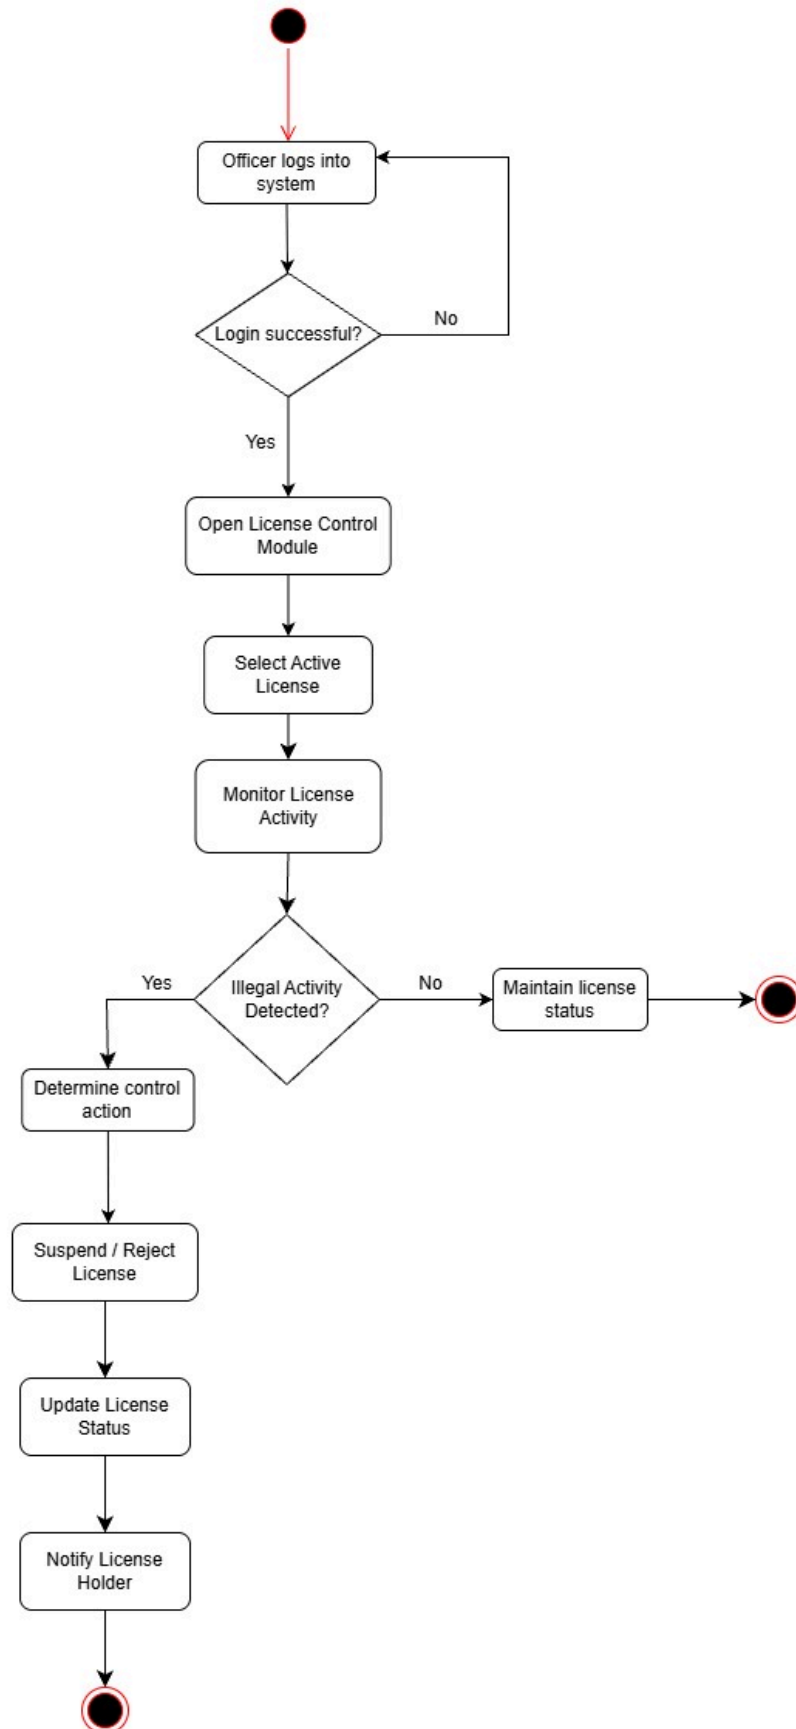 Officer logs into
system
Login successful?
No
Yes
Open License Control
Module
Select Active
License
Monitor License
Activity
Yes
Illegal Activity
Detected?
No
Maintain license
status
Determine control
action
Suspend / Reject
License
Update License
Status
Notify License
Holder